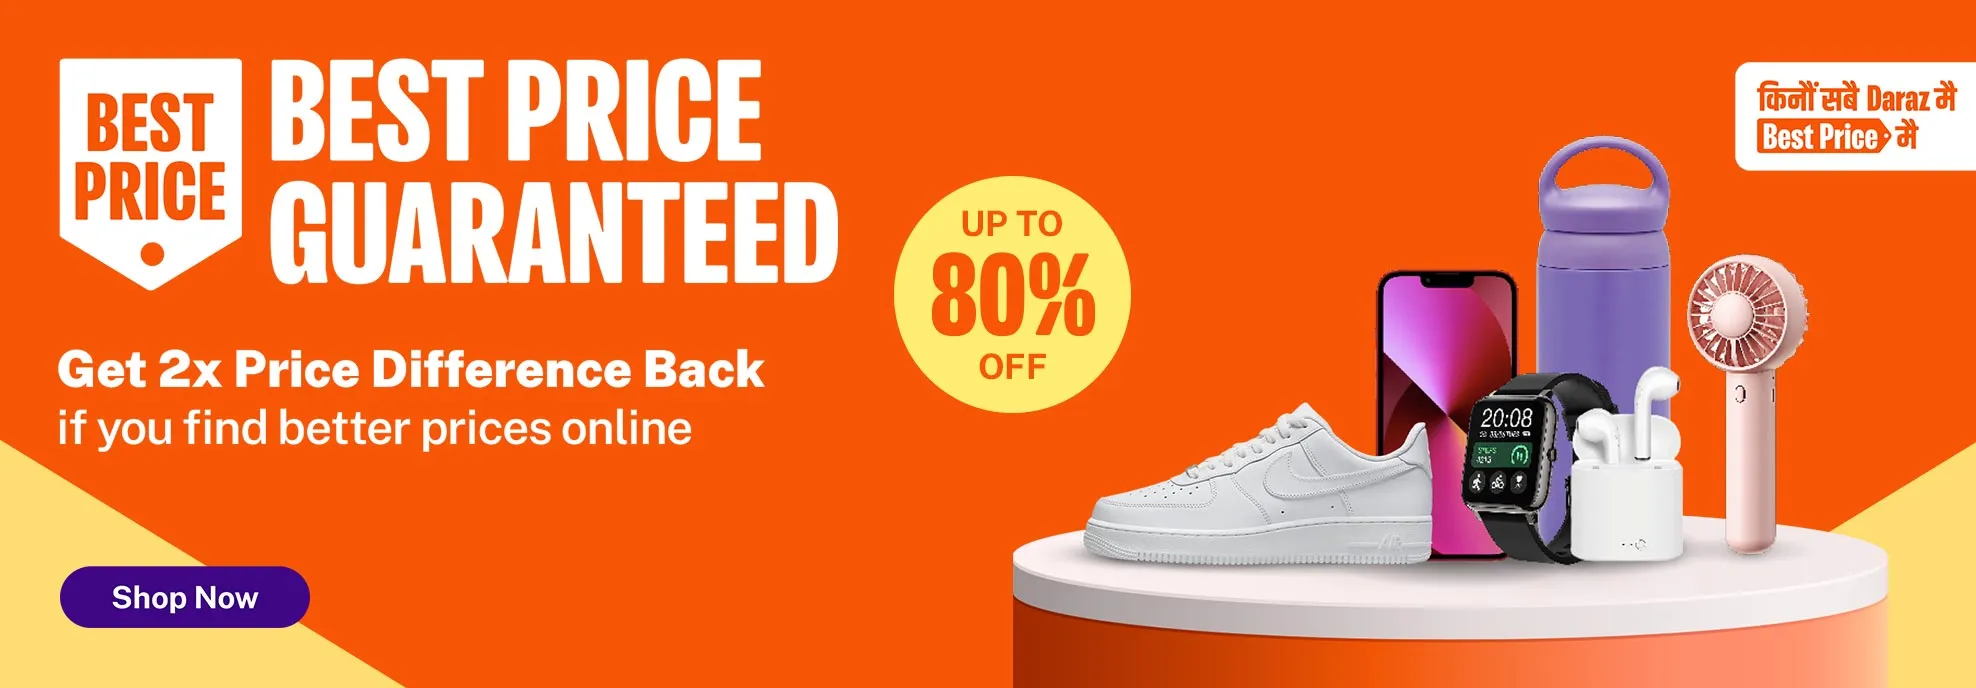 BEST
PRICE
BEST PRICE
GUARANTEED
Get 2x Price Difference Back
if you find better prices online
Shop Now
UP TO
80%
OFF
किनौं सबै Daraz मै
Best Price मै
20:08
AIR